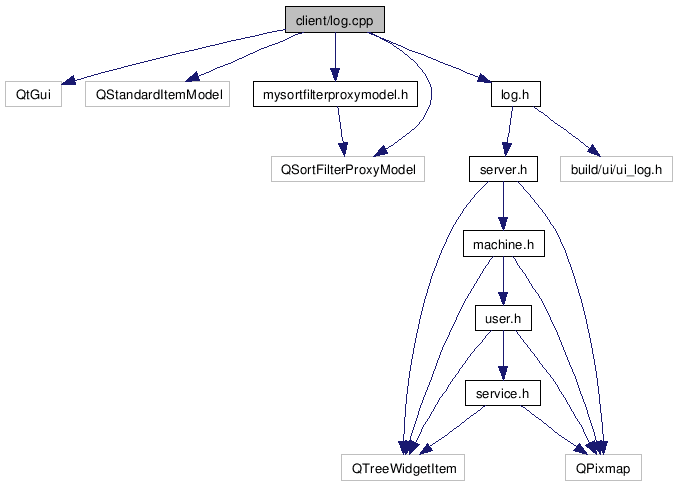 client/log.cpp
QtGui
QStandardItemModel
mysortfilterproxymodel.h
log.h
QSortFilterProxyModel
server.h
build/ui/ui_log.h
machine.h
user.h
service.h
QTreeWidgetItem
QPixmap